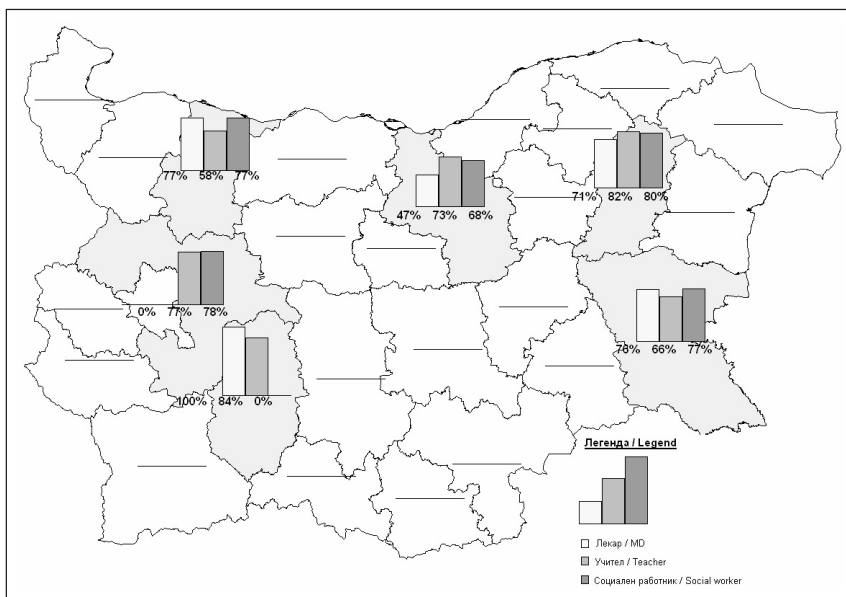 77% 58% 77%
47% 73% 68%
71% 82% 80%
0% 77% 78%
76% 66% 77%
100% 84% 0%
Легенда / Legend
Лекар / MD
Учител / Teacher
Социален работник / Social worker